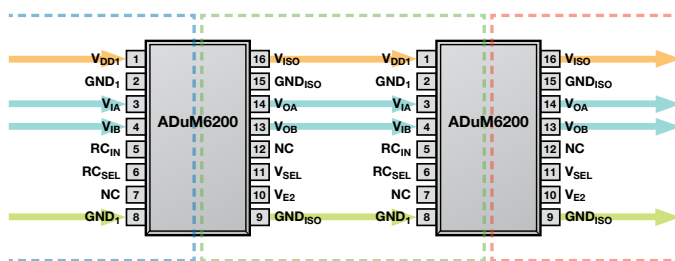 VDD1 1 16 VISO VDD1 1 16 VISO
GND1 2 15 GNDISO GND1 2 15 GNDISO
VIA 3 14 VOA VIA 3 14 VOA
ADuM6200 ADuM6200
VIB 4 13 VOB VIB 4 13 VOB
RCIN 5 12 NC RCIN 5 12 NC
RCSEL 6 11 VSEL RCSEL 6 11 VSEL
NC 7 10 VE2 NC 7 10 VE2
GND1 8 9 GNDISO GND1 8 9 GNDISO